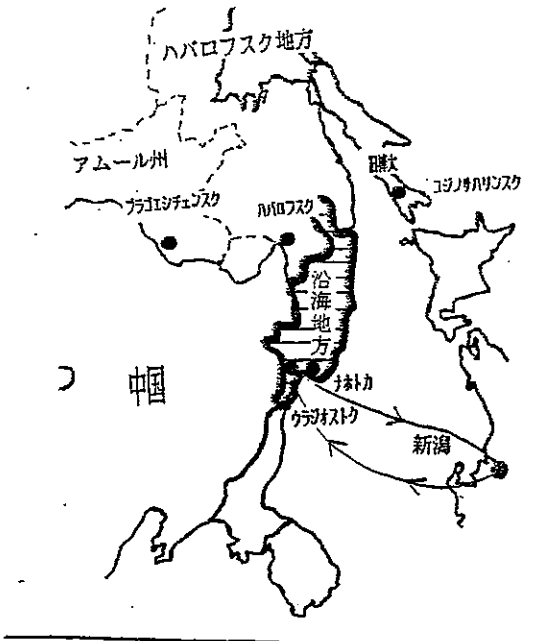 ハバロフスク地方
アムール州
旧樺太
コジノサハリンスク
ブラゴエシチェンスク
ハバロフスク
沿海地方
中国
ナホトカ
ウラジオストク
新潟